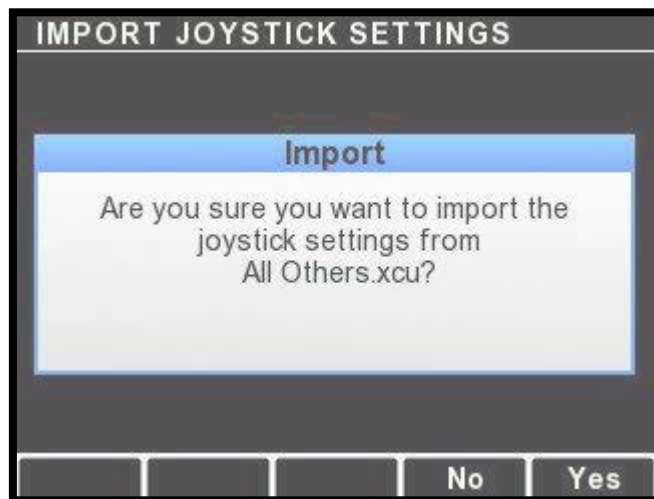 IMPORT JOYSTICK SETTINGS
Import
Are you sure you want to import the
joystick settings from
All Others.xcu?
No Yes